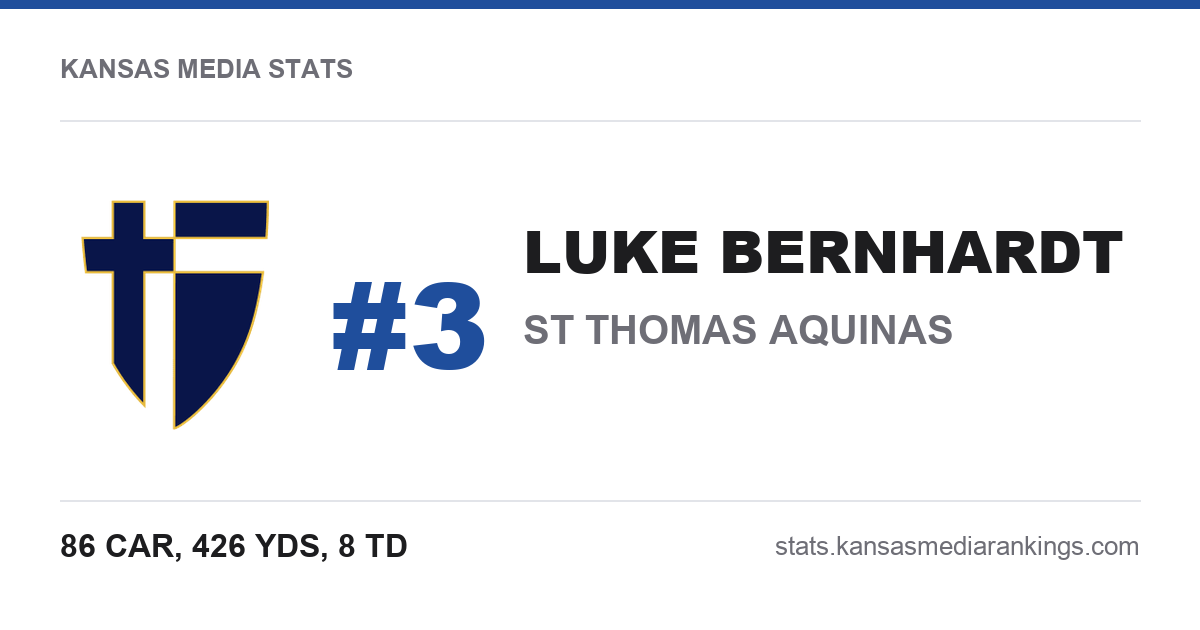 KANSAS MEDIA STATS
#3
LUKE BERNHARDT
ST THOMAS AQUINAS
86 CAR, 426 YDS, 8 TD
stats.kansasmediarankings.com